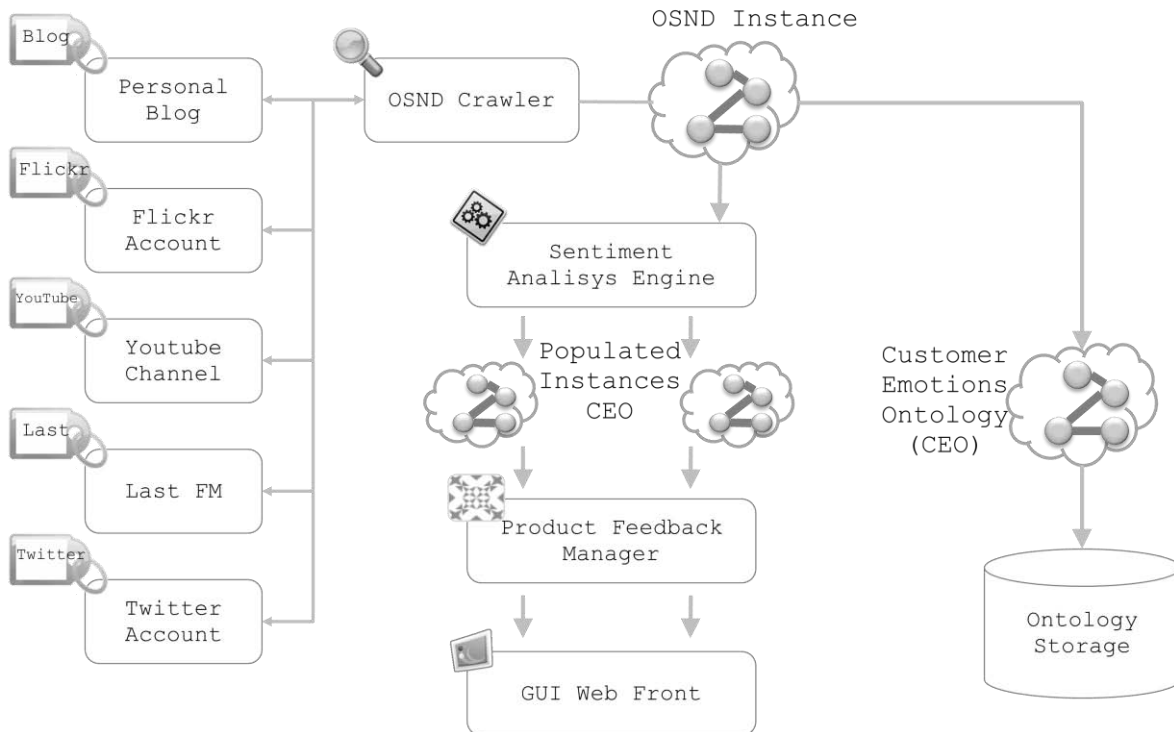 Blog
Personal
Blog
Flickr
Flickr
Account
YouTube
Youtube
Channel
Last
Last FM
Twitter
Twitter
Account
OSND Crawler
OSND Instance
Sentiment
Analisys Engine
Populated
Instances
CEO
Product Feedback
Manager
GUI Web Front
Customer
Emotions
Ontology
(CEO)
Ontology
Storage